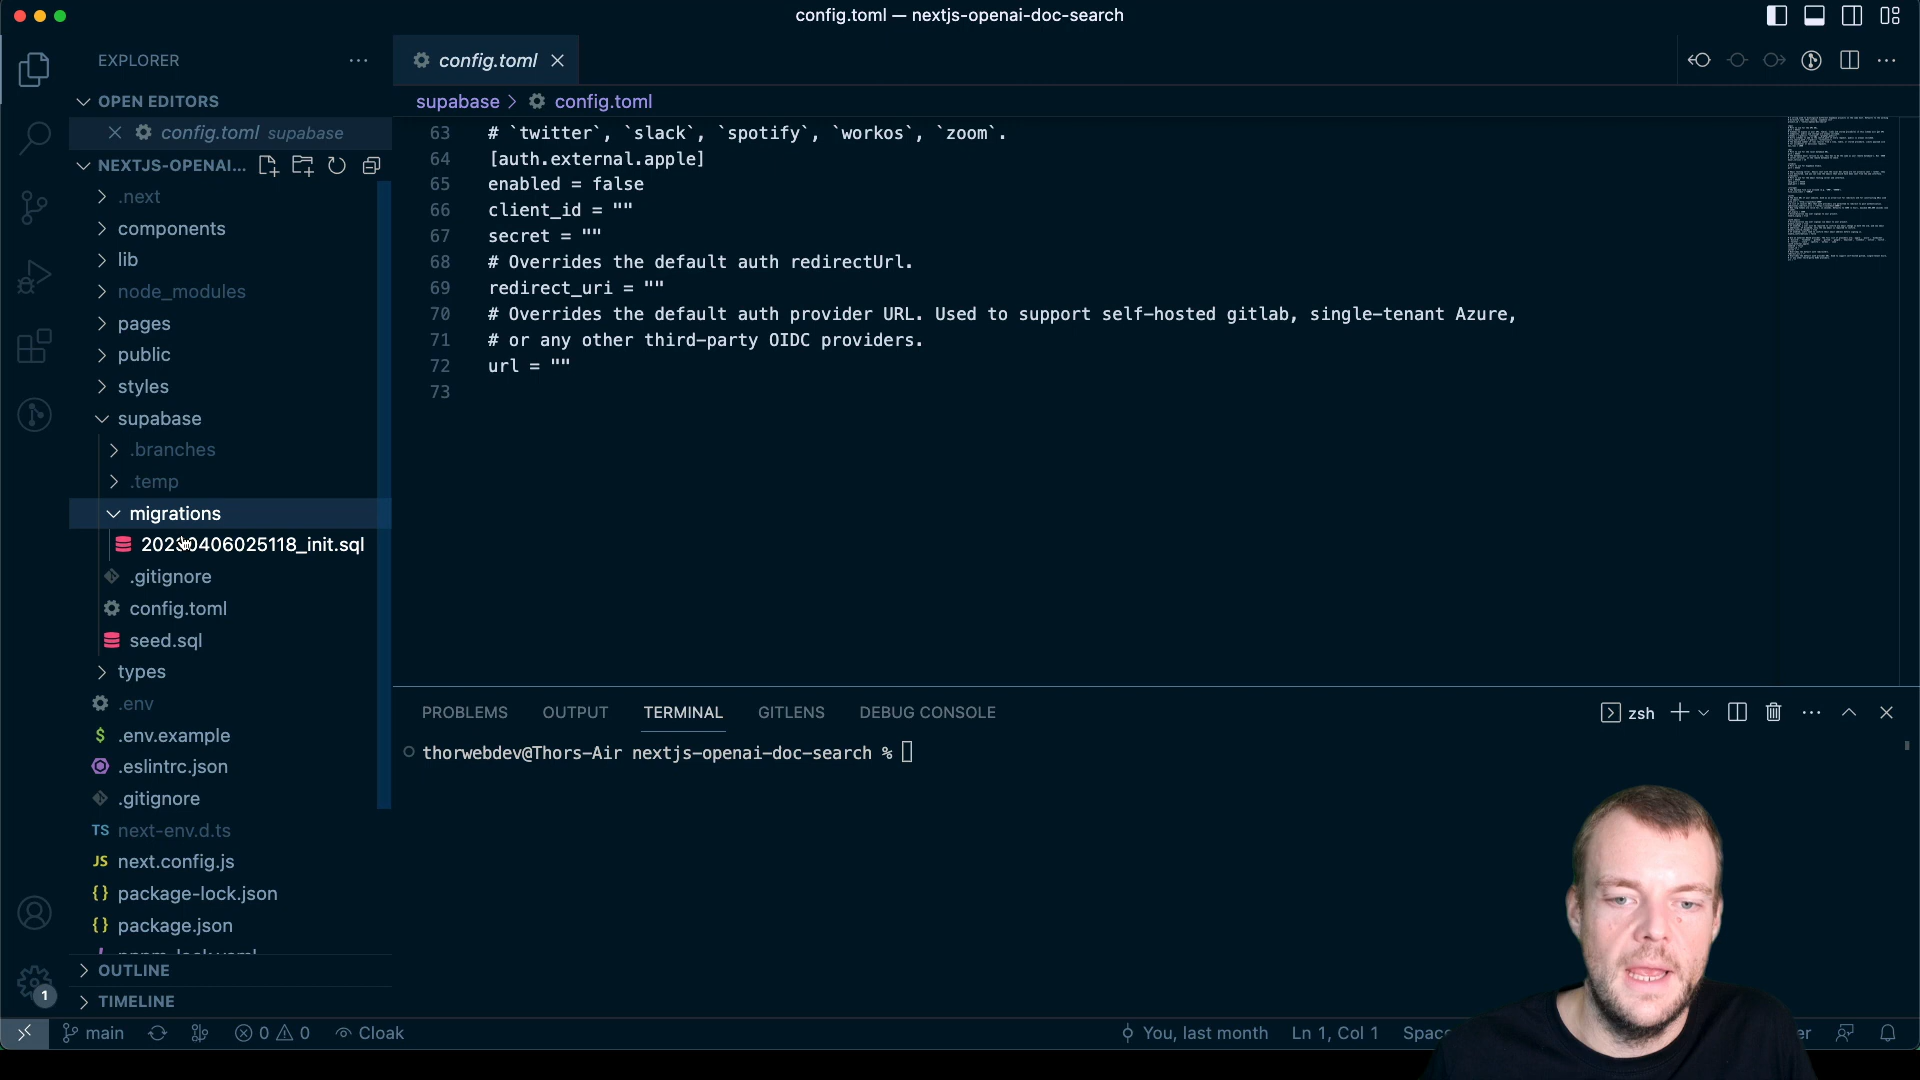 config.toml — nextjs-openai-doc-search
EXPLORER
OPEN EDITORS
config.toml supabase
NEXTJS-OPENAI...
.next
components
lib
node_modules
pages
public
styles
supabase
.branches
.temp
migrations
20230406025118_init.sql
.gitignore
config.toml
seed.sql
types
.env
$ .env.example
.eslintrc.json
.gitignore
TS next-env.d.ts
JS next.config.js
{} package-lock.json
{} package.json
OUTLINE
TIMELINE
1
config.toml
supabase > config.toml
63 # `twitter`, `slack`, `spotify`, `workos`, `zoom`.
64 [auth.external.apple]
65 enabled = false
66 client_id = ""
67 secret = ""
68 # Overrides the default auth redirectUrl.
69 redirect_uri = ""
70 # Overrides the default auth provider URL. Used to support self-hosted gitlab, single-tenant Azure,
71 # or any other third-party OIDC providers.
72 url = ""
73
PROBLEMS OUTPUT TERMINAL GITLENS DEBUG CONSOLE
zsh
thorwebdev@Thors-Air nextjs-openai-doc-search %
main 0 0 Cloak You, last month Ln 1, Col 1